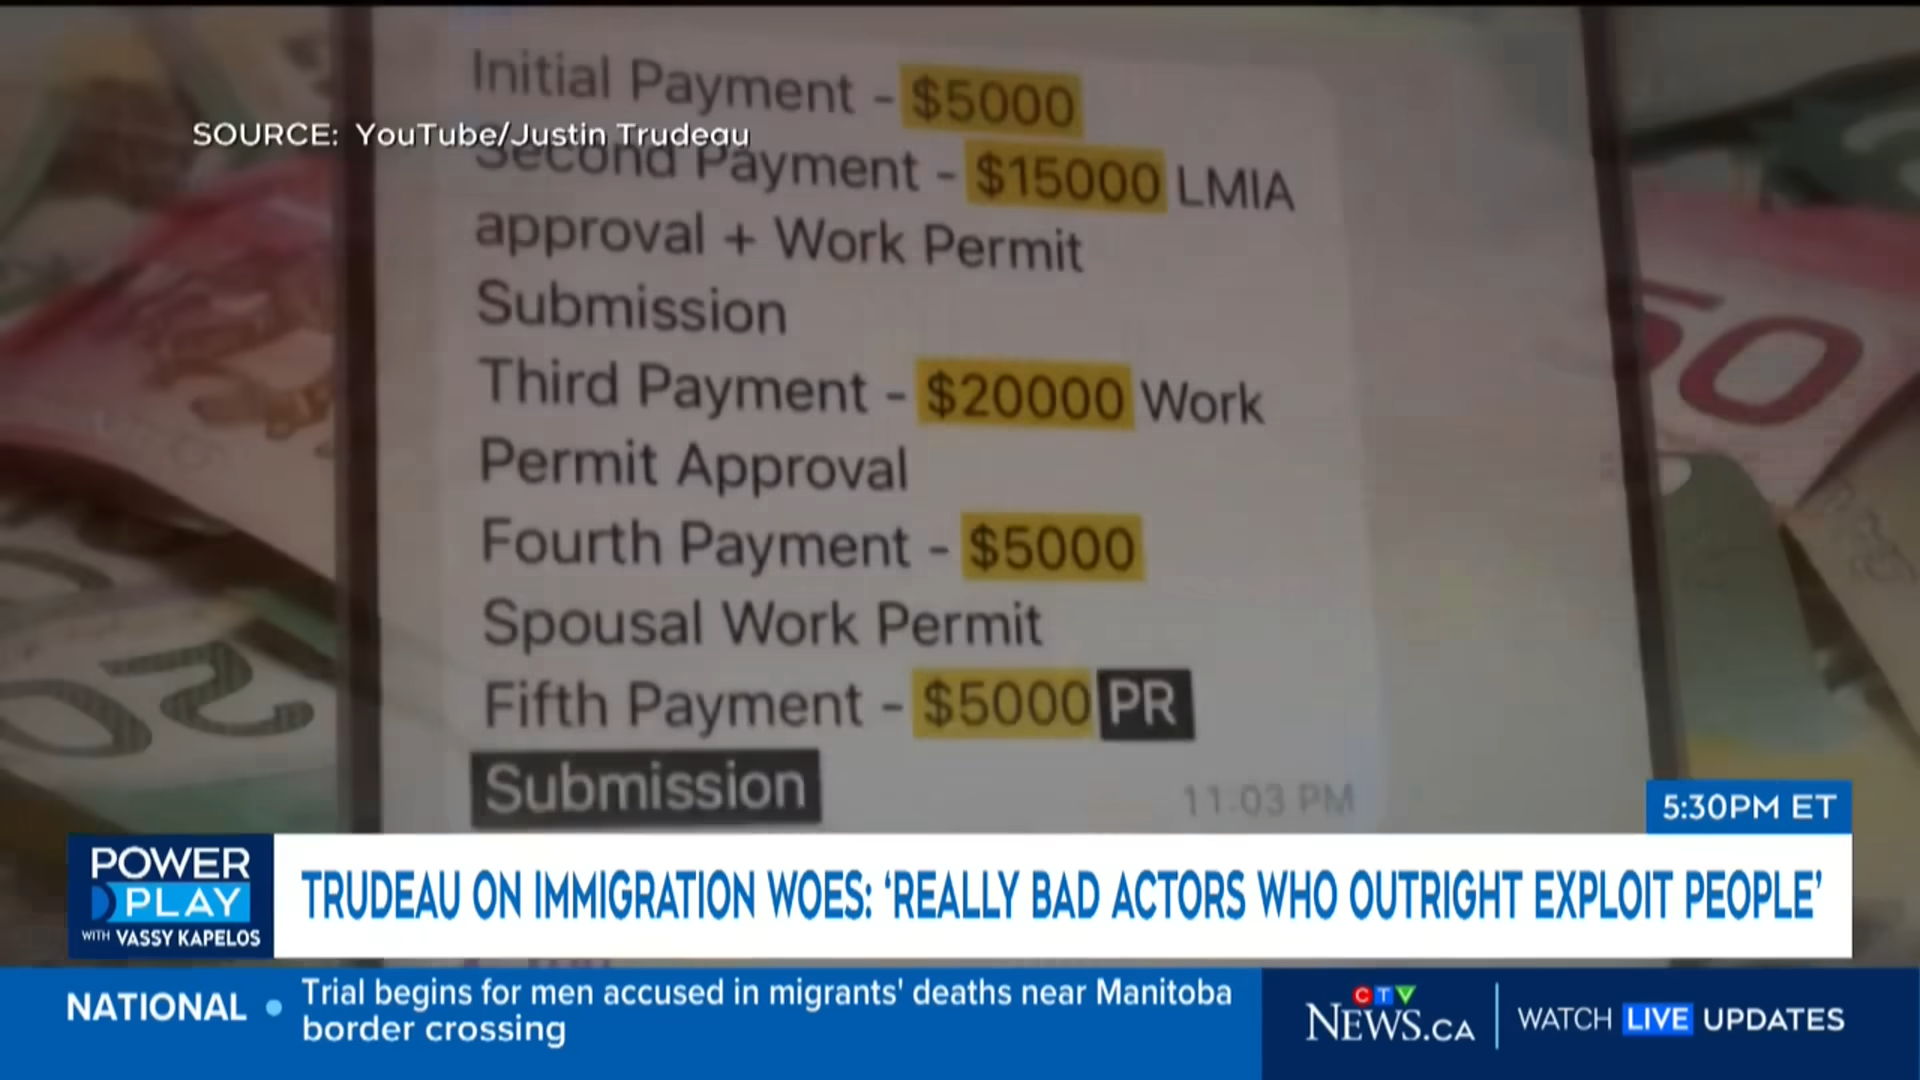 Initial Payment - $5000
SOURCE: YouTube/Justin Trudeau
Second Payment - $15000 LMIA
approval + Work Permit
Submission
Third Payment - $20000 Work
Permit Approval
Fourth Payment - $5000
Spousal Work Permit
Fifth Payment - $5000 PR
Submission
11:03 PM
50
20
5:30PM ET
POWER
PLAY
WITH VASSY KAPELOS
TRUDEAU ON IMMIGRATION WOES: ‘REALLY BAD ACTORS WHO OUTRIGHT EXPLOIT PEOPLE’
NATIONAL • Trial begins for men accused in migrants' deaths near Manitoba
border crossing
CTV
NEWS.CA
WATCH LIVE UPDATES